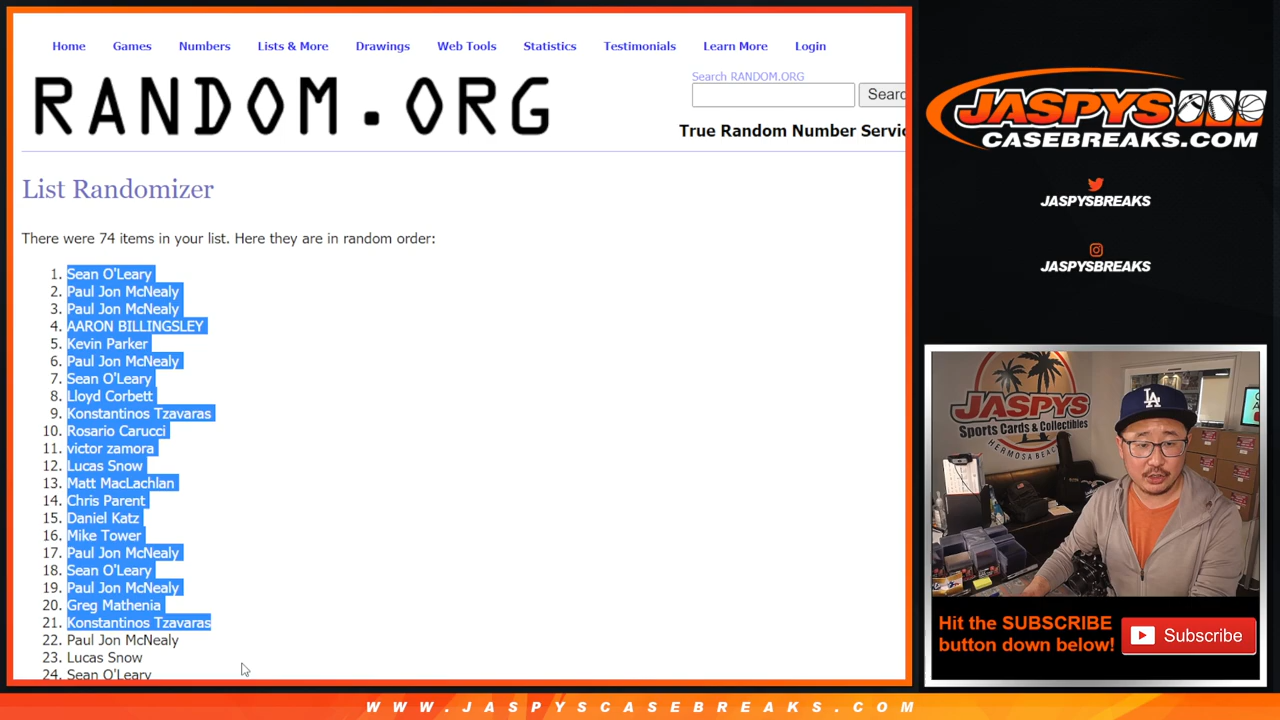 Home Games Numbers Lists & More Drawings Web Tools Statistics Testimonials Learn More Login
RANDOM.ORG
Search RANDOM.ORG
Searc
True Random Number Servic
List Randomizer
There were 74 items in your list. Here they are in random order:
1. Sean O'Leary
2. Paul Jon McNealy
3. Paul Jon McNealy
4. AARON BILLINGSLEY
5. Kevin Parker
6. Paul Jon McNealy
7. Sean O'Leary
8. Lloyd Corbett
9. Konstantinos Tzavaras
10. Rosario Carucci
11. victor zamora
12. Lucas Snow
13. Matt MacLachlan
14. Chris Parent
15. Daniel Katz
16. Mike Tower
17. Paul Jon McNealy
18. Sean O'Leary
19. Paul Jon McNealy
20. Greg Mathenia
21. Konstantinos Tzavaras
22. Paul Jon McNealy
23. Lucas Snow
24. Sean O'Leary
JASPYS
CASEBREAKS.COM
JASPYSBREAKS
JASPYSBREAKS
JASPYS
Sports Cards & Collectibles
HERMOSA BEACH
LA
Hit the SUBSCRIBE
button down below!
Subscribe
WWW.JASPYSCASEBREAKS.COM